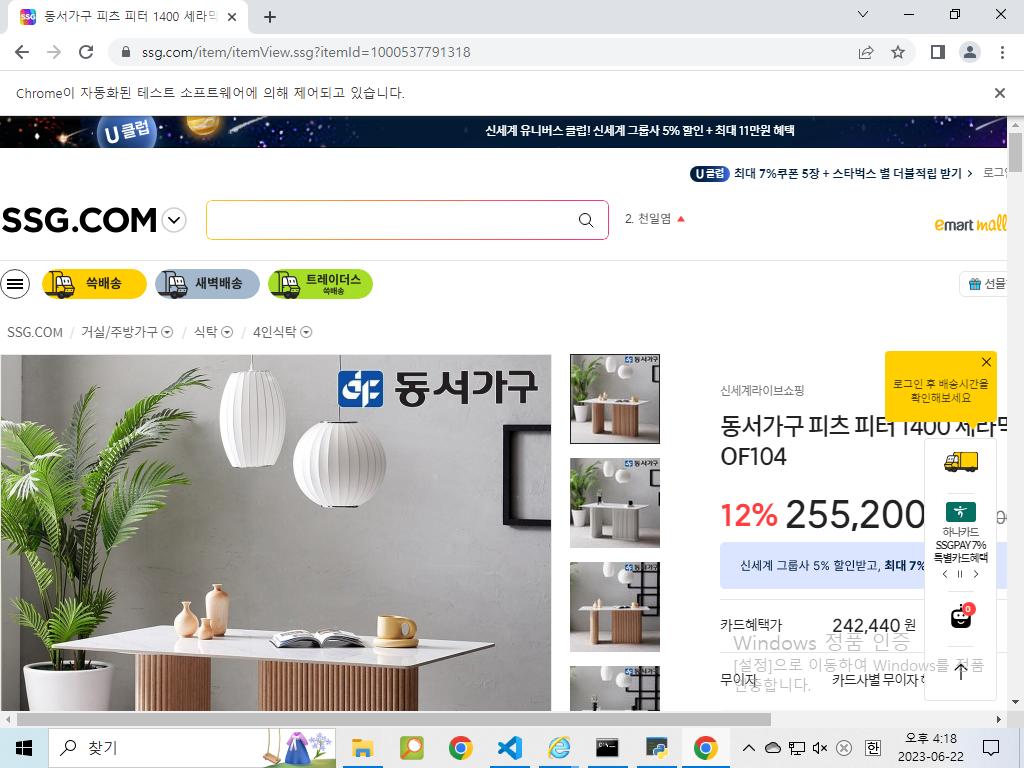 동서가구 피츠 피터 1400 세라믹
ssg.com/item/itemView.ssg?itemId=1000537791318
Chrome이 자동화된 테스트 소프트웨어에 의해 제어되고 있습니다.
U 클럽
신세계 유니버스 클럽! 신세계 그룹사 5% 할인 + 최대 11만원 혜택
U 클럽 최대 7%쿠폰 5장 + 스타벅스 별 더블적립 받기 로그인
SSG.COM
2. 천일염
emart mall
쓱배송
새벽배송
트레이더스
쓱배송
선물
SSG.COM / 거실/주방가구 / 식탁 / 4인식탁
동서가구
신세계라이브쇼핑
로그인 후 배송시간을
확인해보세요
동서가구 피츠 피터 1400 세라믹
OF104
12% 255,200
하나카드
SSGPAY 7%
특별카드혜택
신세계 그룹사 5% 할인받고, 최대 7%
0
카드혜택가 242,440 원
Windows 정품 인증
[설정]으로 이동하여 Windows를 정품
인증합니다.
무이자 카드사별 무이자
찾기
한
오후 4:18
2023-06-22